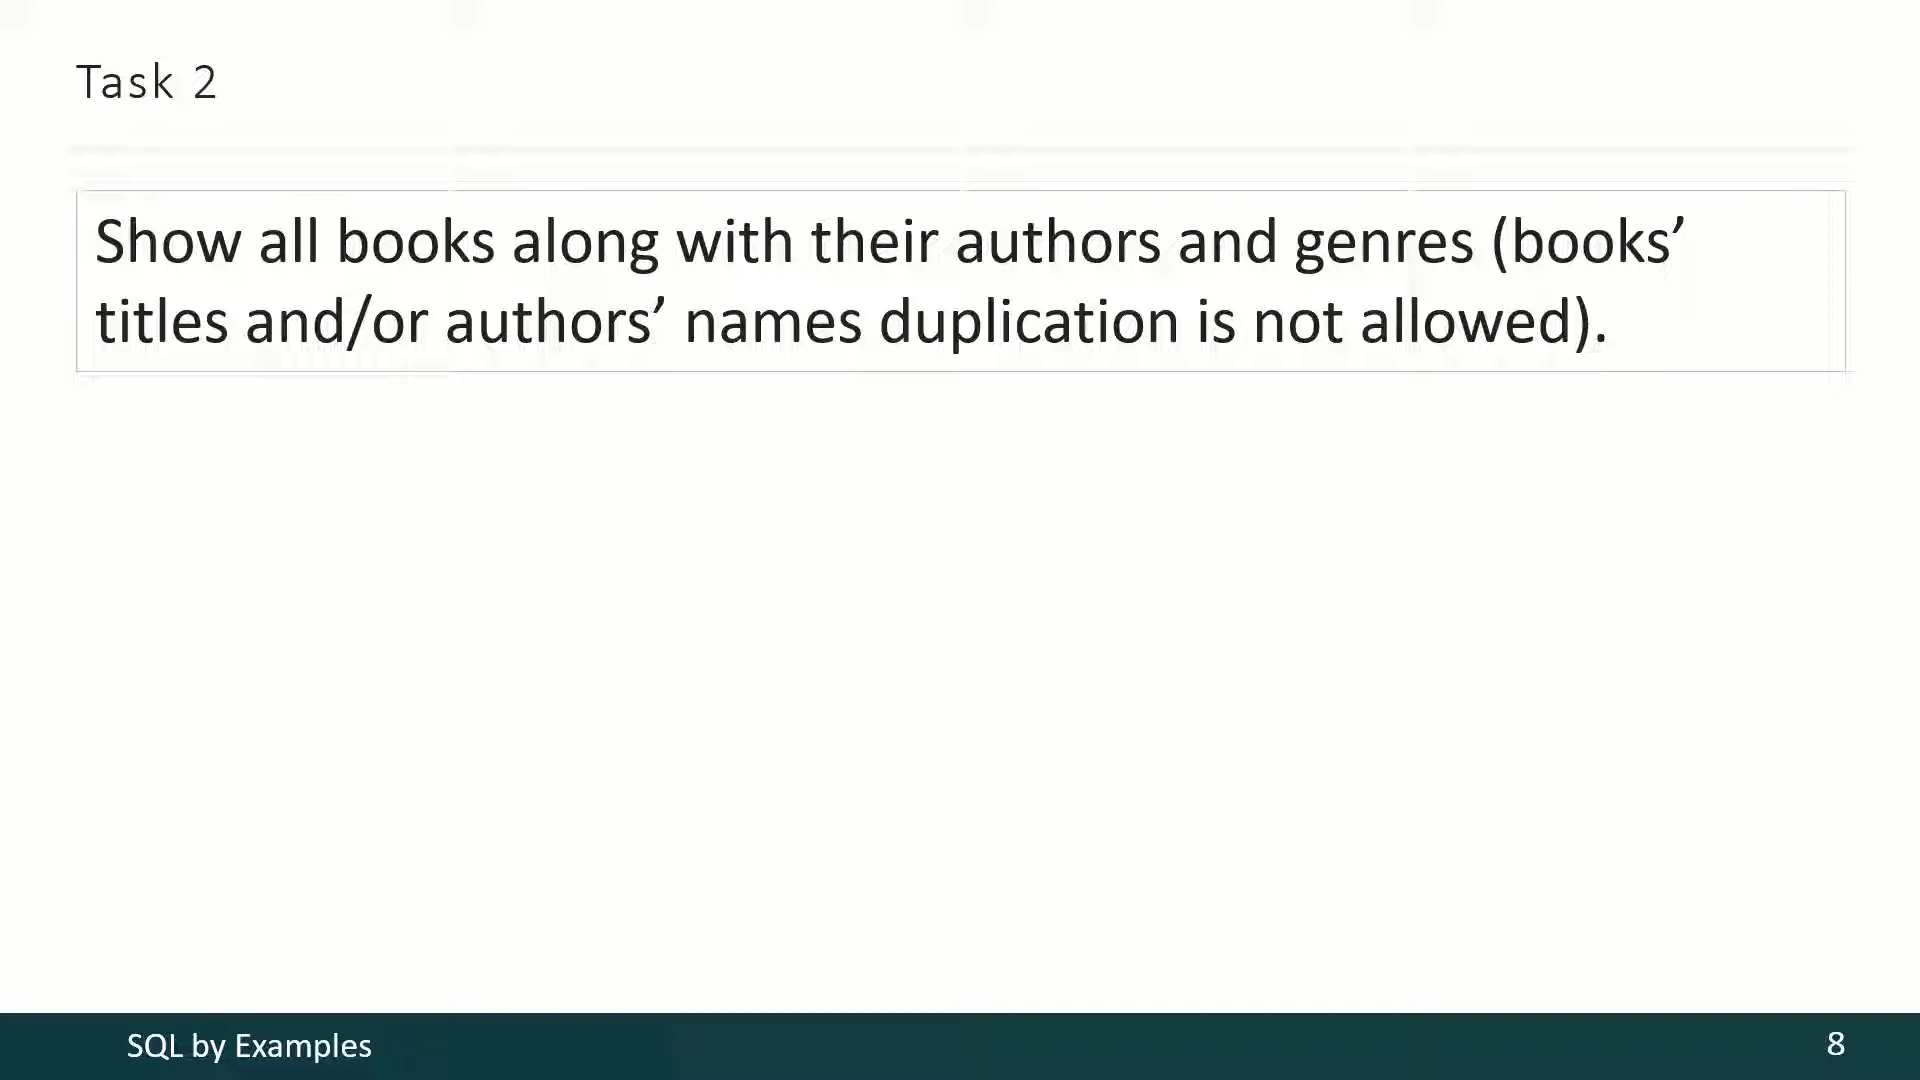 Task 2
Show all books along with their authors and genres (books’
titles and/or authors’ names duplication is not allowed).
SQL by Examples
8